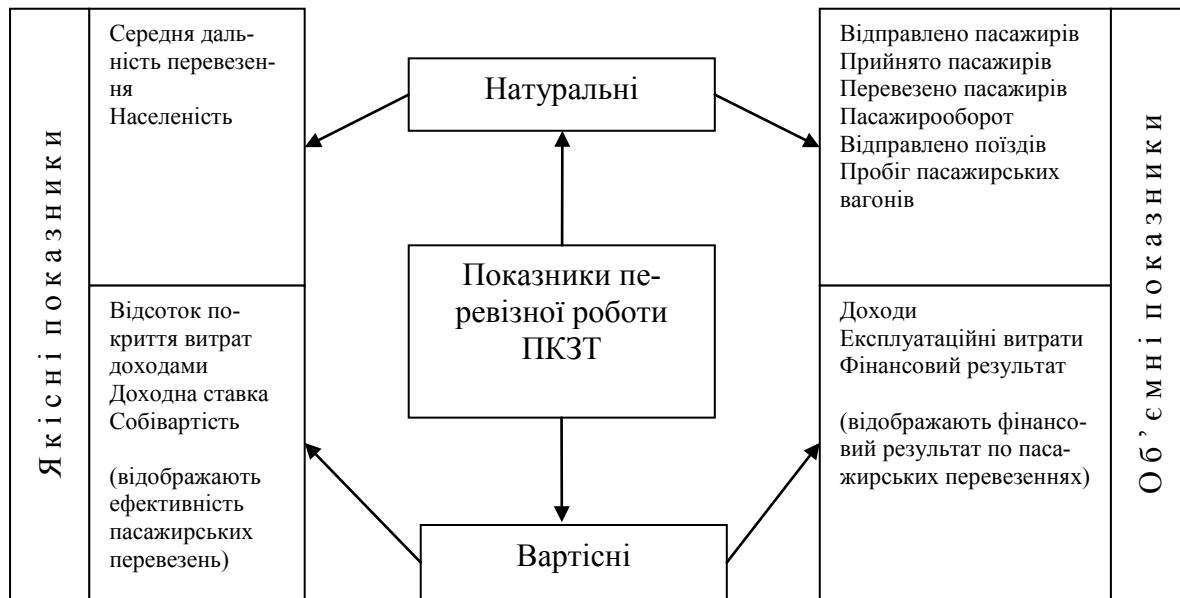 Якісні показники
Середня даль-
ність перевезен-
ня
Населеність
Відсоток по-
криття витрат
доходами
Доходна ставка
Собівартість
(відображають
ефективність
пасажирських
перевезень)
Натуральні
Показники пе-
ревізної роботи
ПКЗТ
Вартісні
Відправлено пасажирів
Прийнято пасажирів
Перевезено пасажирів
Пасажирооборот
Відправлено поїздів
Пробіг пасажирських
вагонів
Доходи
Експлуатаційні витрати
Фінансовий результат
(відображають фінансо-
вий результат по паса-
жирських перевезеннях)
Об’ємні показники